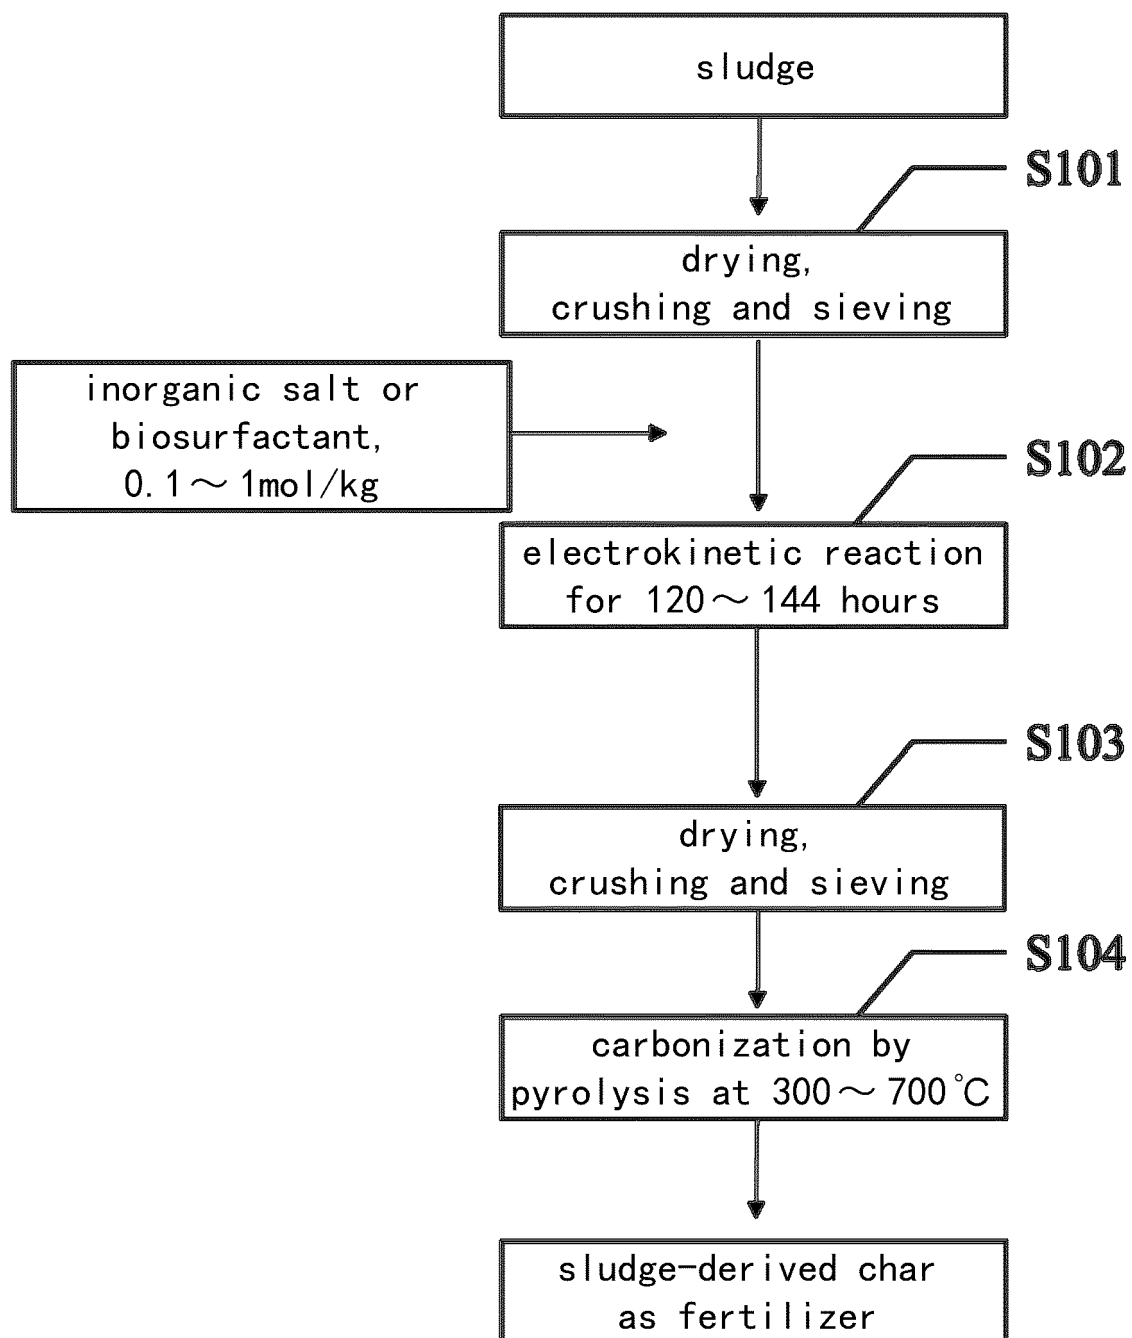 sludge
S101
drying,
crushing and sieving
inorganic salt or
biosurfactant,
0.1～1mol/kg
S102
electrokinetic reaction
for 120～144 hours
S103
drying,
crushing and sieving
S104
carbonization by
pyrolysis at 300～700℃
sludge-derived char
as fertilizer